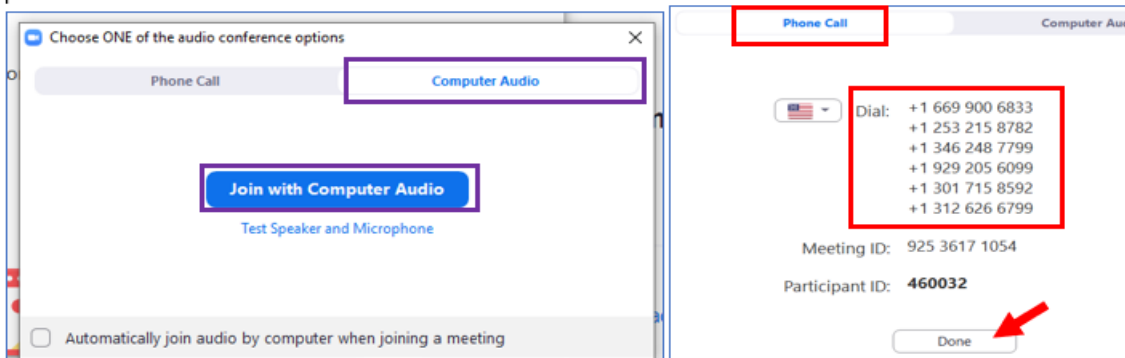 Choose ONE of the audio conference options
Phone Call
Computer Audio
Join with Computer Audio
Test Speaker and Microphone
Automatically join audio by computer when joining a meeting
Phone Call
Computer
Dial:
+1 669 900 6833
+1 253 215 8782
+1 346 248 7799
+1 929 205 6099
+1 301 715 8592
+1 312 626 6799
Meeting ID: 925 3617 1054
Participant ID: 460032
Done